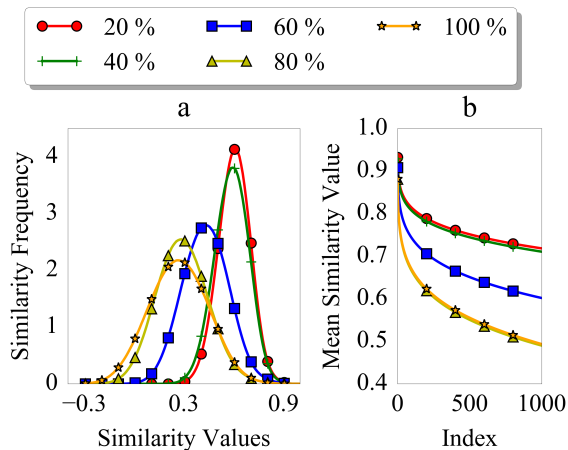 20 % 60 % 100 %
40 % 80 %
a
Similarity Frequency
4
3
2
1
0
−0.3 0.3 0.9
Similarity Values
b
Mean Similarity Value
1.0
0.9
0.8
0.7
0.6
0.5
0.4
0 500 1000
Index